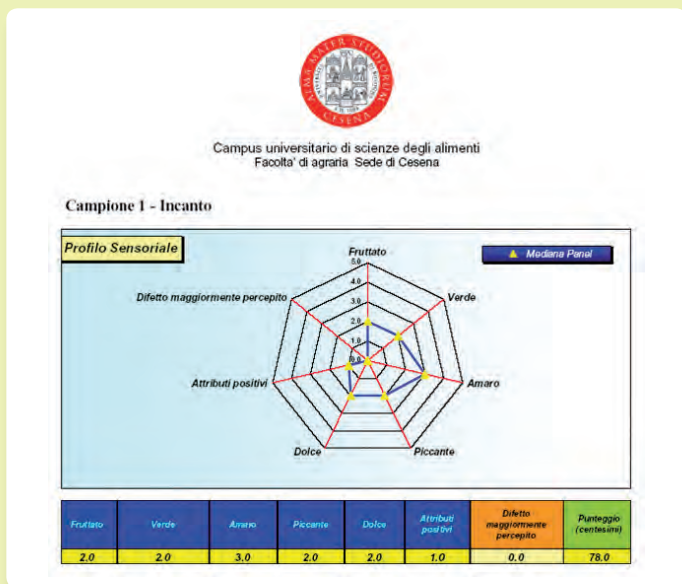 ALMA MATER STUDIORUM
CESENA
Campus universitario di scienze degli alimenti
Facolta' di agraria Sede di Cesena
Campione 1 - Incanto
Profilo Sensoriale
Mediana Panel
Fruttato
5.0
4.0
3.0
2.0
1.0
0.0
Verde
Amaro
Piccante
Dolce
Attributi positivi
Difetto maggiormente percepito
Fruttato Verde Amaro Piccante Dolce Attributi positivi Difetto maggiormente percepito Punteggio (centesimi)
2.0 2.0 3.0 2.0 2.0 1.0 0.0 78.0